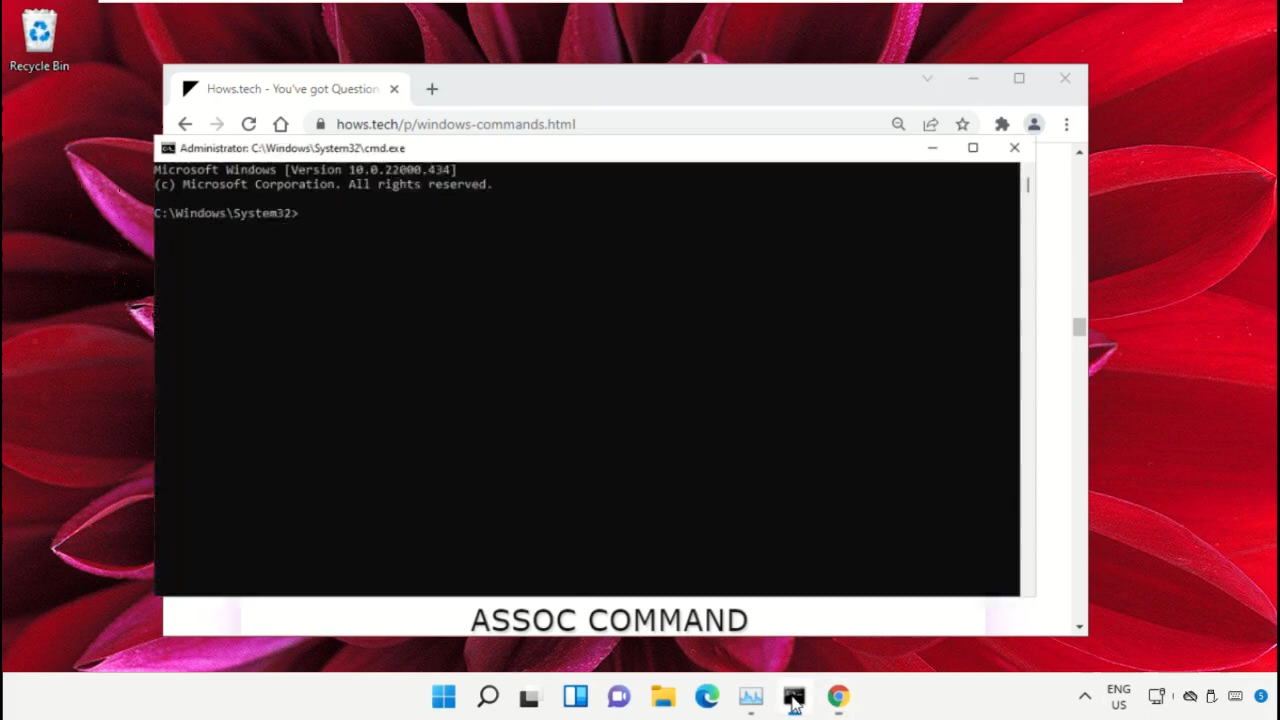 Recycle Bin
Hows.tech - You've got Question
hows.tech/p/windows-commands.html
Administrator: C:\Windows\System32\cmd.exe
Microsoft Windows [Version 10.0.22000.434]
(c) Microsoft Corporation. All rights reserved.
C:\Windows\System32>
ASSOC COMMAND
ENG
US
5